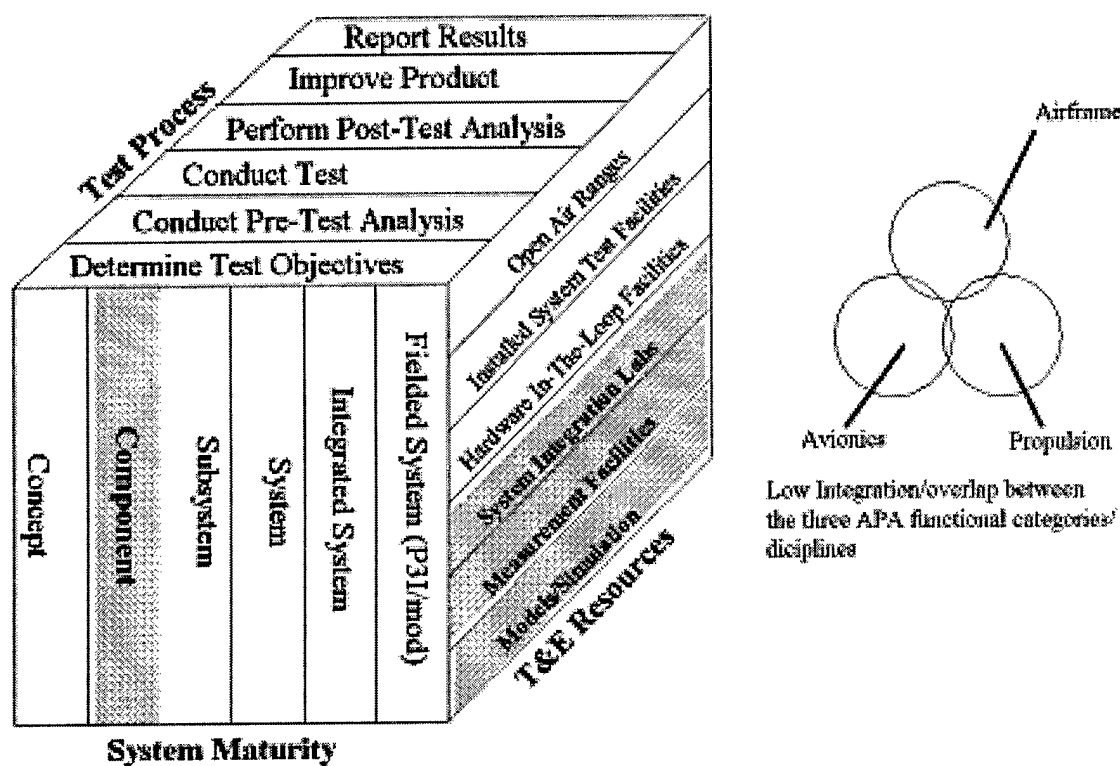 Report Results
Improve Product
Perform Post-Test Analysis
Conduct Test
Conduct Pre-Test Analysis
Determine Test Objectives
Test Process
Concept
Component
Subsystem
System
Integrated System
Fielded System (P3I/mod)
System Maturity
Open Air Ranges
Installed System Test Facilities
Hardware In-The-Loop Facilities
System Integration Labs
Measurement Facilities
Models/Simulation
T&E Resources
Airframe
Avionics
Propulsion
Low Integration/overlap between
the three APA functional categories/
diciplines